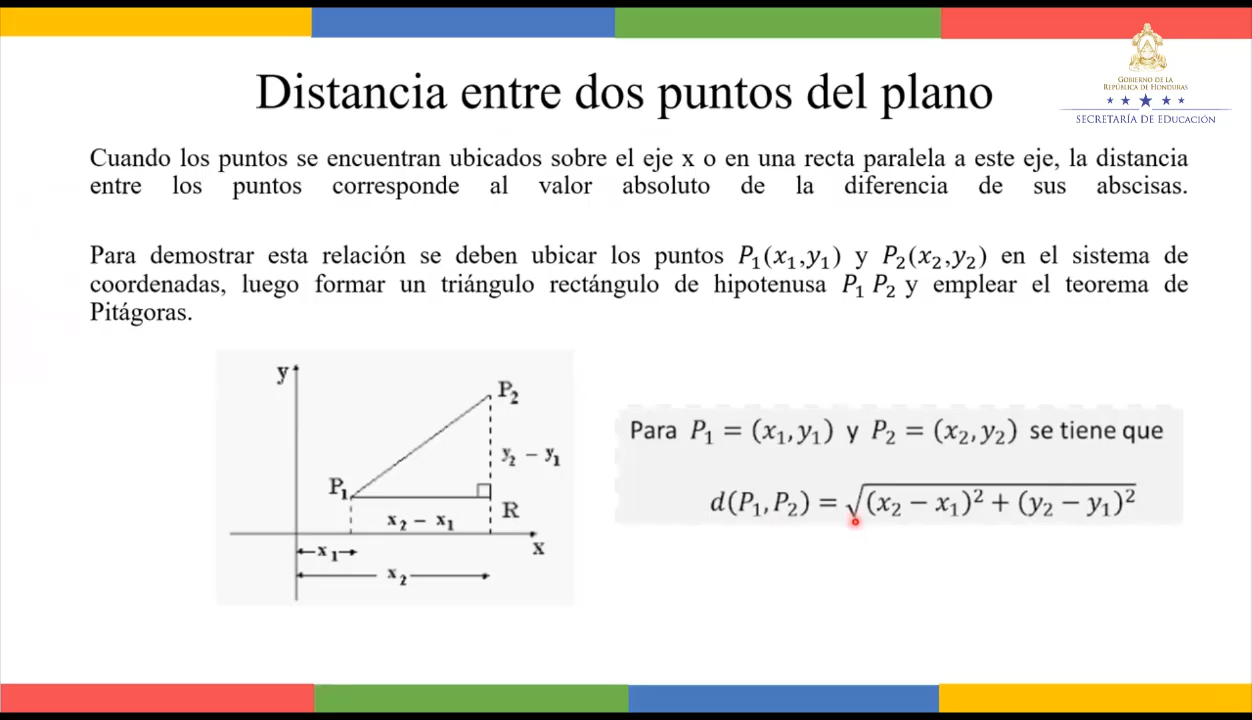 Distancia entre dos puntos del plano
GOBIERNO DE LA
REPÚBLICA DE HONDURAS
SECRETARÍA DE EDUCACIÓN
Cuando los puntos se encuentran ubicados sobre el eje x o en una recta paralela a este eje, la distancia
entre los puntos corresponde al valor absoluto de la diferencia de sus abscisas.
Para demostrar esta relación se deben ubicar los puntos P₁(x₁,y₁) y P₂(x₂,y₂) en el sistema de
coordenadas, luego formar un triángulo rectángulo de hipotenusa P₁ P₂ y emplear el teorema de
Pitágoras.
y
P₂
y₂ − y₁
P₁
R
x₂ − x₁
x₁
x
x₂
Para P₁ = (x₁,y₁) y P₂ = (x₂,y₂) se tiene que
d(P₁,P₂) = √(x₂ − x₁)² + (y₂ − y₁)²